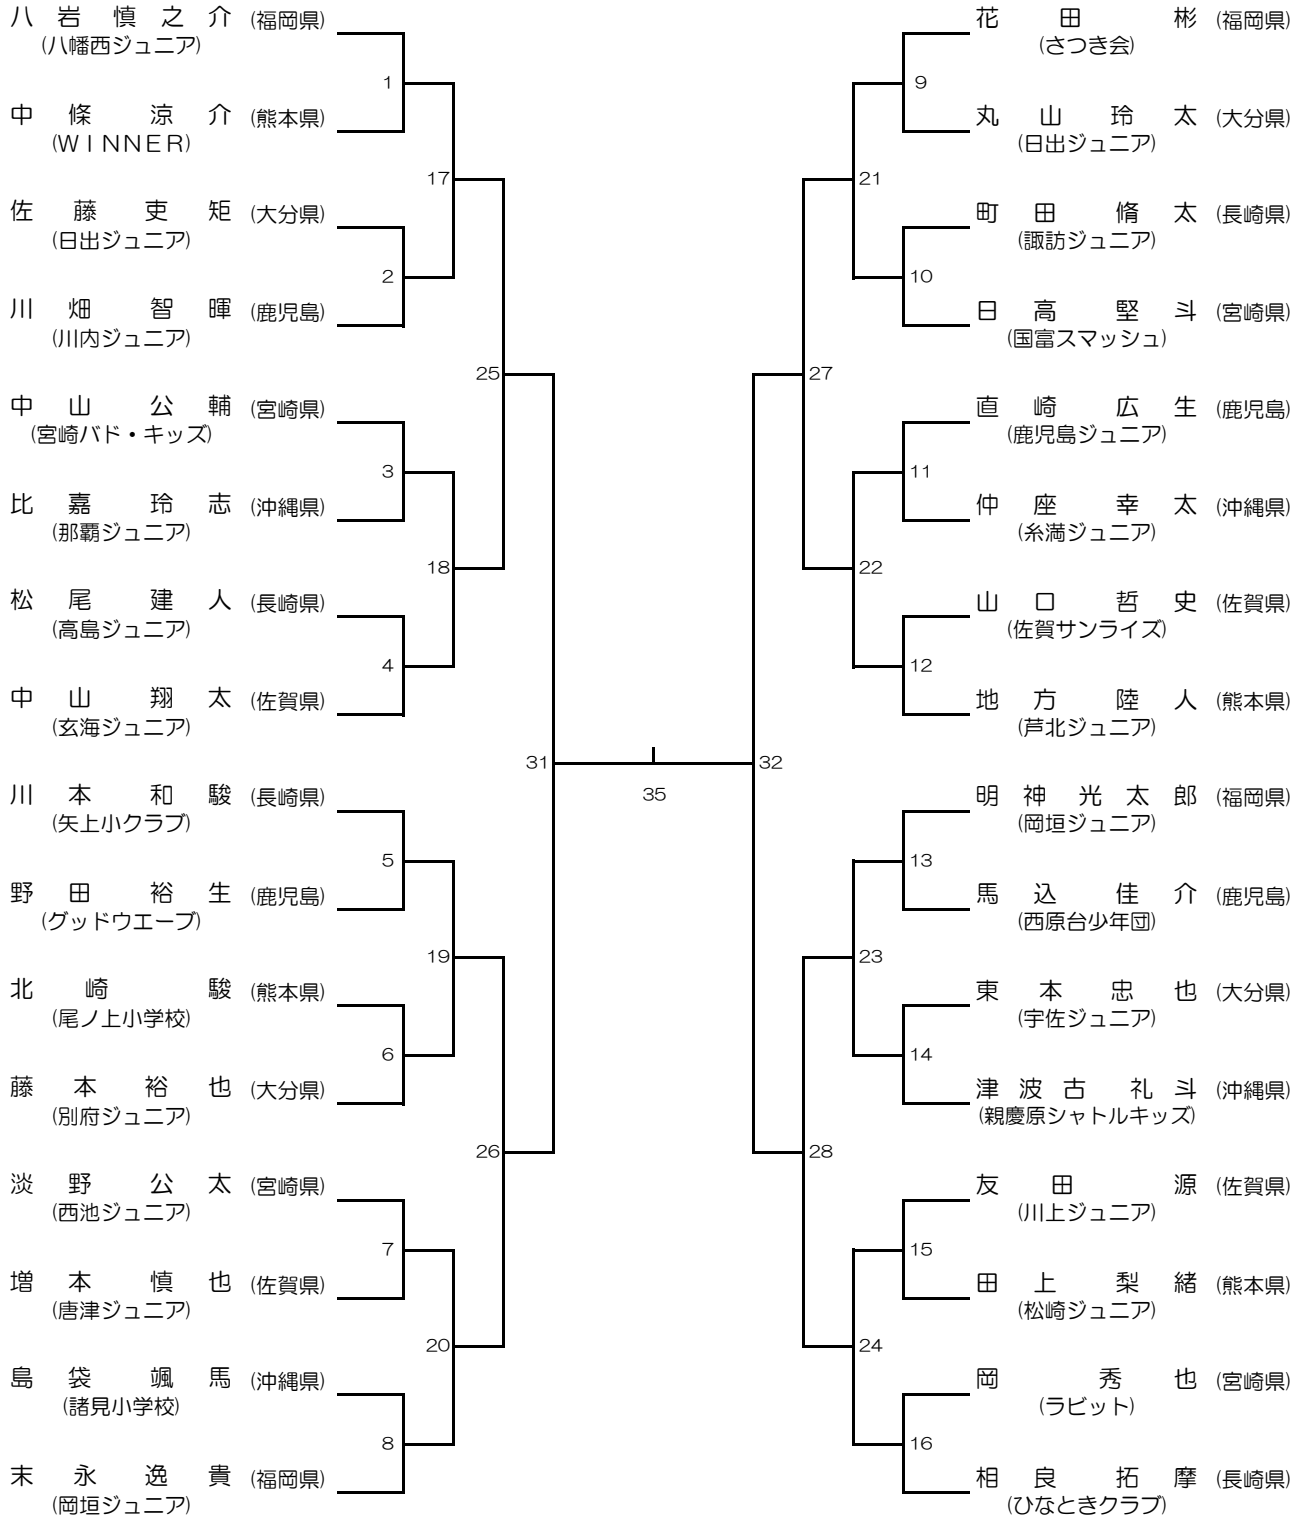 八岩慎之介 (福岡県)
(八幡西ジュニア)
1
中條涼介 (熊本県)
(WINNER)
17
佐藤吏矩 (大分県)
(日出ジュニア)
2
川畑智暉 (鹿児島)
(川内ジュニア)
25
中山公輔 (宮崎県)
(宮崎バド・キッズ)
3
比嘉玲志 (沖縄県)
(那覇ジュニア)
18
松尾建人 (長崎県)
(高島ジュニア)
4
中山翔太 (佐賀県)
(玄海ジュニア)
31
川本和駿 (長崎県)
(矢上小クラブ)
5
野田裕生 (鹿児島)
(グッドウエーブ)
19
北崎駿 (熊本県)
(尾ノ上小学校)
6
藤本裕也 (大分県)
(別府ジュニア)
26
淡野公太 (宮崎県)
(西池ジュニア)
7
増本慎也 (佐賀県)
(唐津ジュニア)
20
島袋颯馬 (沖縄県)
(諸見小学校)
8
末永逸貴 (福岡県)
(岡垣ジュニア)
35
花田彬 (福岡県)
(さつき会)
9
丸山玲太 (大分県)
(日出ジュニア)
21
町田脩太 (長崎県)
(諏訪ジュニア)
10
日高堅斗 (宮崎県)
(国富スマッシュ)
27
直崎広生 (鹿児島)
(鹿児島ジュニア)
11
仲座幸太 (沖縄県)
(糸満ジュニア)
22
山口哲史 (佐賀県)
(佐賀サンライズ)
12
地方陸人 (熊本県)
(芦北ジュニア)
32
明神光太郎 (福岡県)
(岡垣ジュニア)
13
馬込佳介 (鹿児島)
(西原台少年団)
23
東本忠也 (大分県)
(宇佐ジュニア)
14
津波古礼斗 (沖縄県)
(親慶原シャトルキッズ)
28
友田源 (佐賀県)
(川上ジュニア)
15
田上梨緒 (熊本県)
(松崎ジュニア)
24
岡秀也 (宮崎県)
(ラビット)
16
相良拓摩 (長崎県)
(ひなときクラブ)